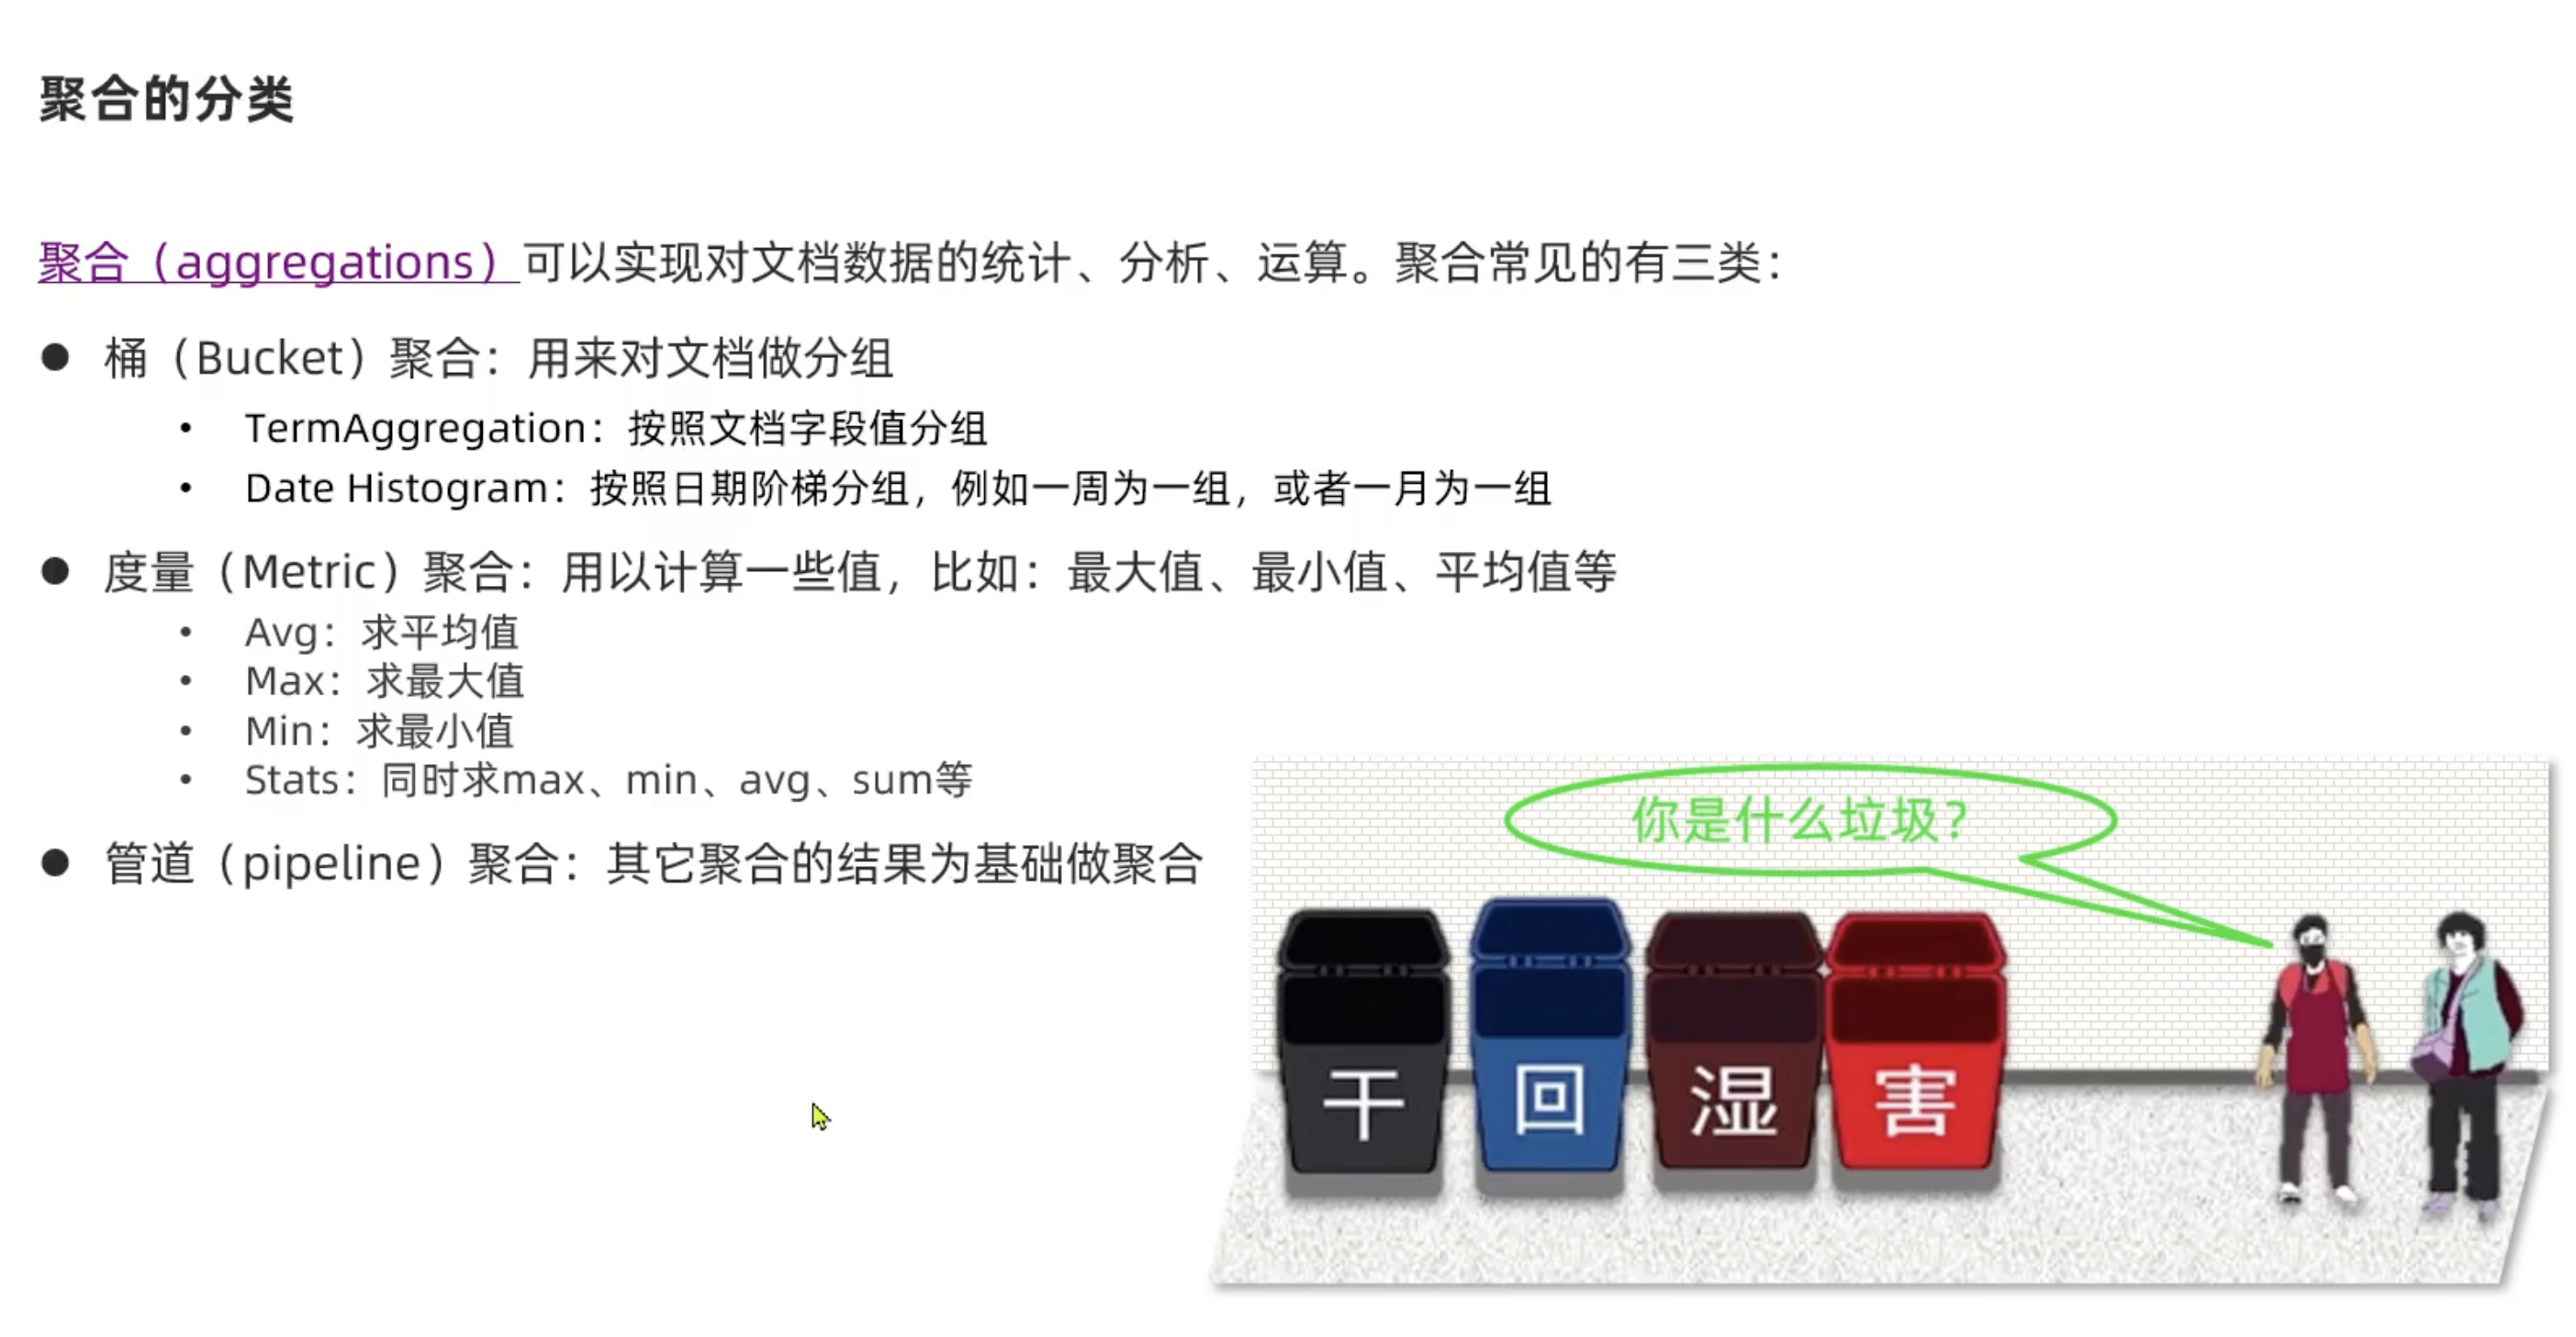 聚合的分类
聚合（aggregations）可以实现对文档数据的统计、分析、运算。聚合常见的有三类：
● 桶（Bucket）聚合：用来对文档做分组
• TermAggregation：按照文档字段值分组
• Date Histogram：按照日期阶梯分组，例如一周为一组，或者一月为一组
● 度量（Metric）聚合：用以计算一些值，比如：最大值、最小值、平均值等
• Avg：求平均值
• Max：求最大值
• Min：求最小值
• Stats：同时求max、min、avg、sum等
● 管道（pipeline）聚合：其它聚合的结果为基础做聚合
你是什么垃圾？
干
回
湿
害